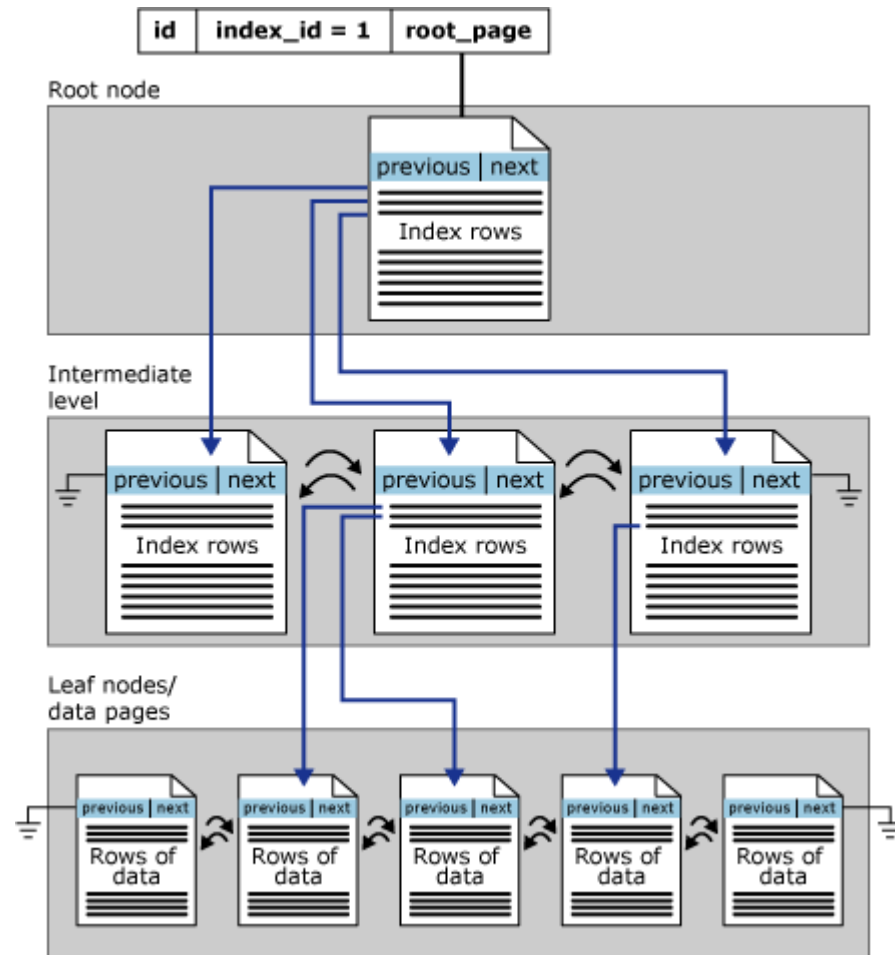 id index_id = 1 root_page
Root node
previous next
Index rows
Intermediate
level
previous next previous next previous next
Index rows Index rows Index rows
Leaf nodes/
data pages
previous next previous next previous next previous next previous next
Rows of Rows of Rows of Rows of Rows of
data data data data data